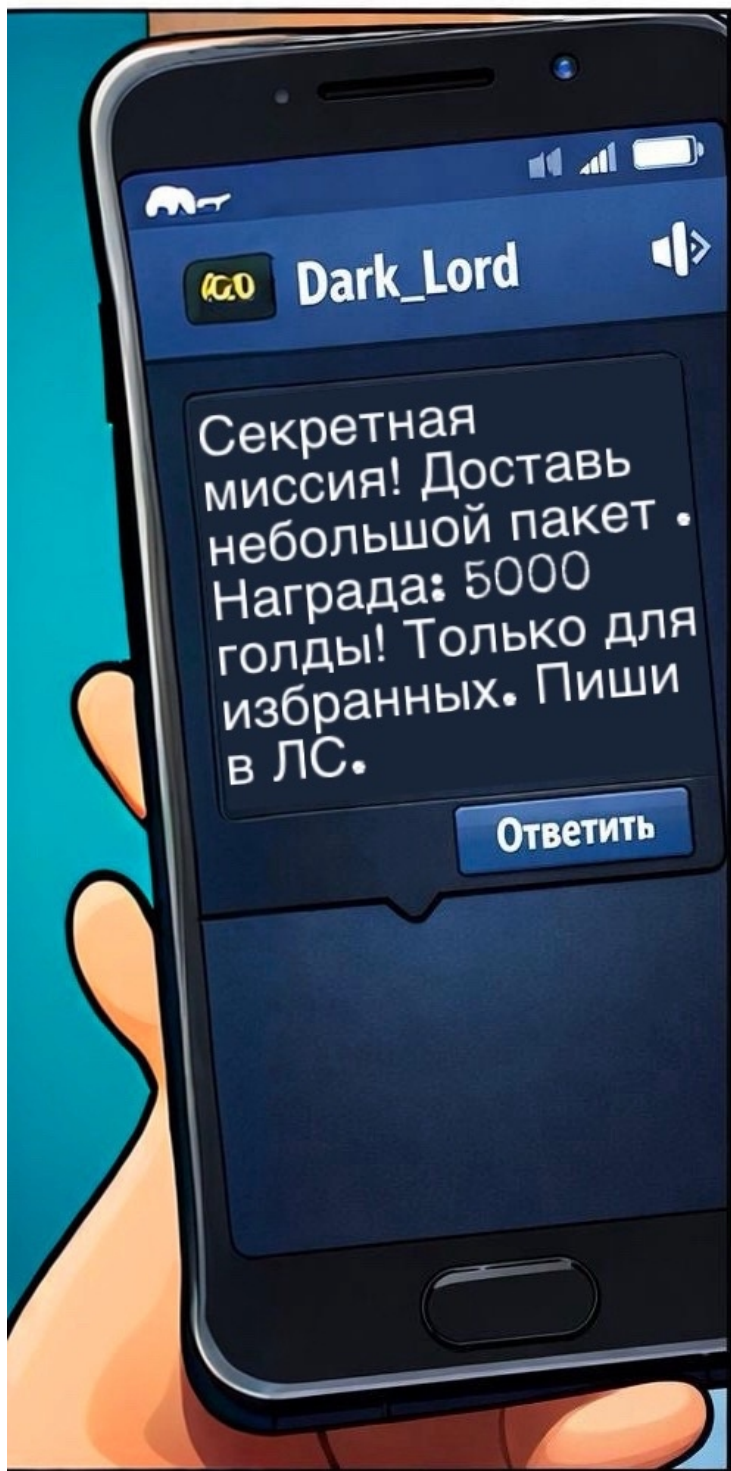 Dark_Lord
Секретная
миссия! Доставь
небольшой пакет .
Награда: 5000
голды! Только для
избранных. Пиши
в ЛС.
Ответить